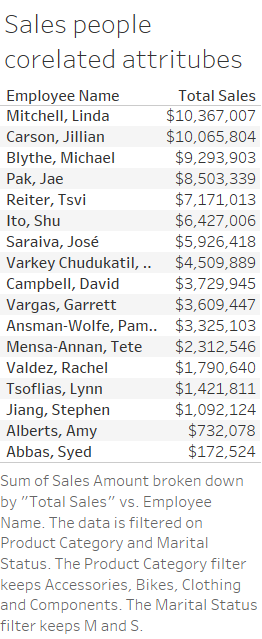 Sales people
corelated attritubes
Employee Name Total Sales
Mitchell, Linda $10,367,007
Carson, Jillian $10,065,804
Blythe, Michael $9,293,903
Pak, Jae $8,503,339
Reiter, Tsvi $7,171,013
Ito, Shu $6,427,006
Saraiva, José $5,926,418
Varkey Chudukatil, .. $4,509,889
Campbell, David $3,729,945
Vargas, Garrett $3,609,447
Ansman-Wolfe, Pam.. $3,325,103
Mensa-Annan, Tete $2,312,546
Valdez, Rachel $1,790,640
Tsoflias, Lynn $1,421,811
Jiang, Stephen $1,092,124
Alberts, Amy $732,078
Abbas, Syed $172,524
Sum of Sales Amount broken down
by "Total Sales" vs. Employee
Name. The data is filtered on
Product Category and Marital
Status. The Product Category filter
keeps Accessories, Bikes, Clothing
and Components. The Marital Status
filter keeps M and S.